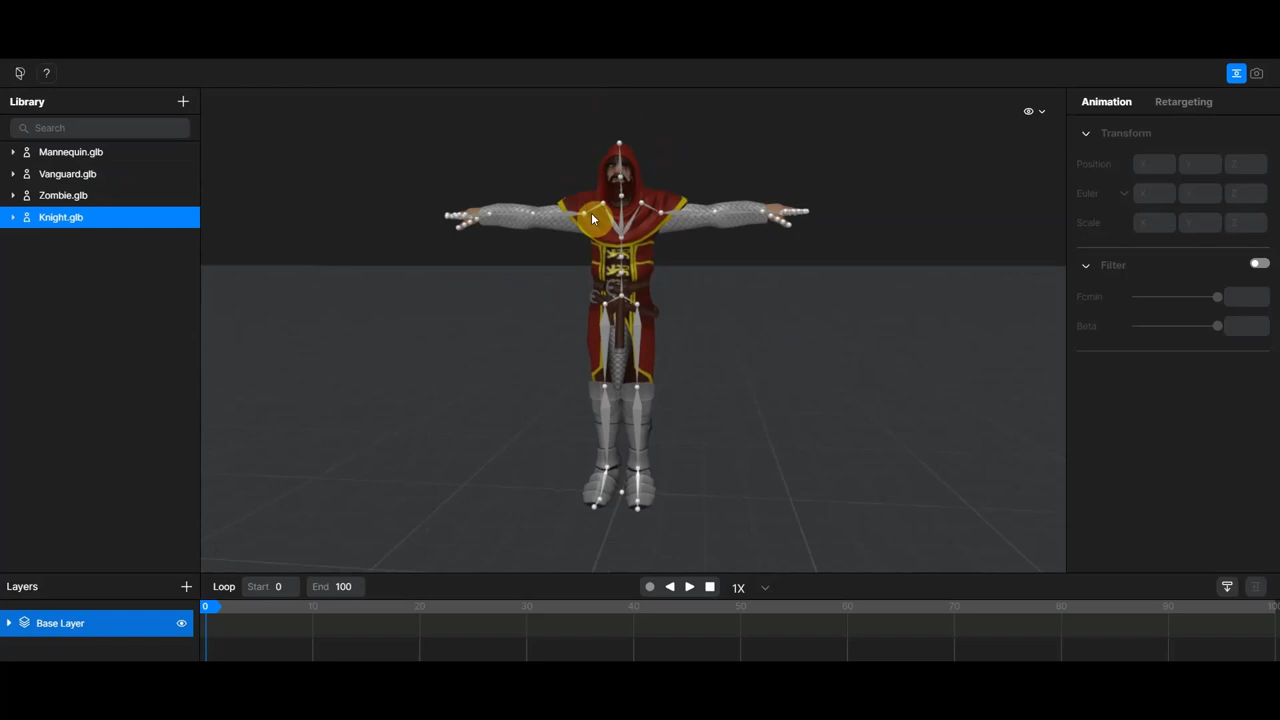 ?
Library
Search
Mannequin.glb
Vanguard.glb
Zombie.glb
Knight.glb
Animation Retargeting
Transform
Position X Y Z
Euler X Y Z
Scale X Y Z
Filter
Fcmin
Beta
Layers Loop Start 0 End 100 1X
0 10 20 30 40 50 60 70 80 90 100
Base Layer